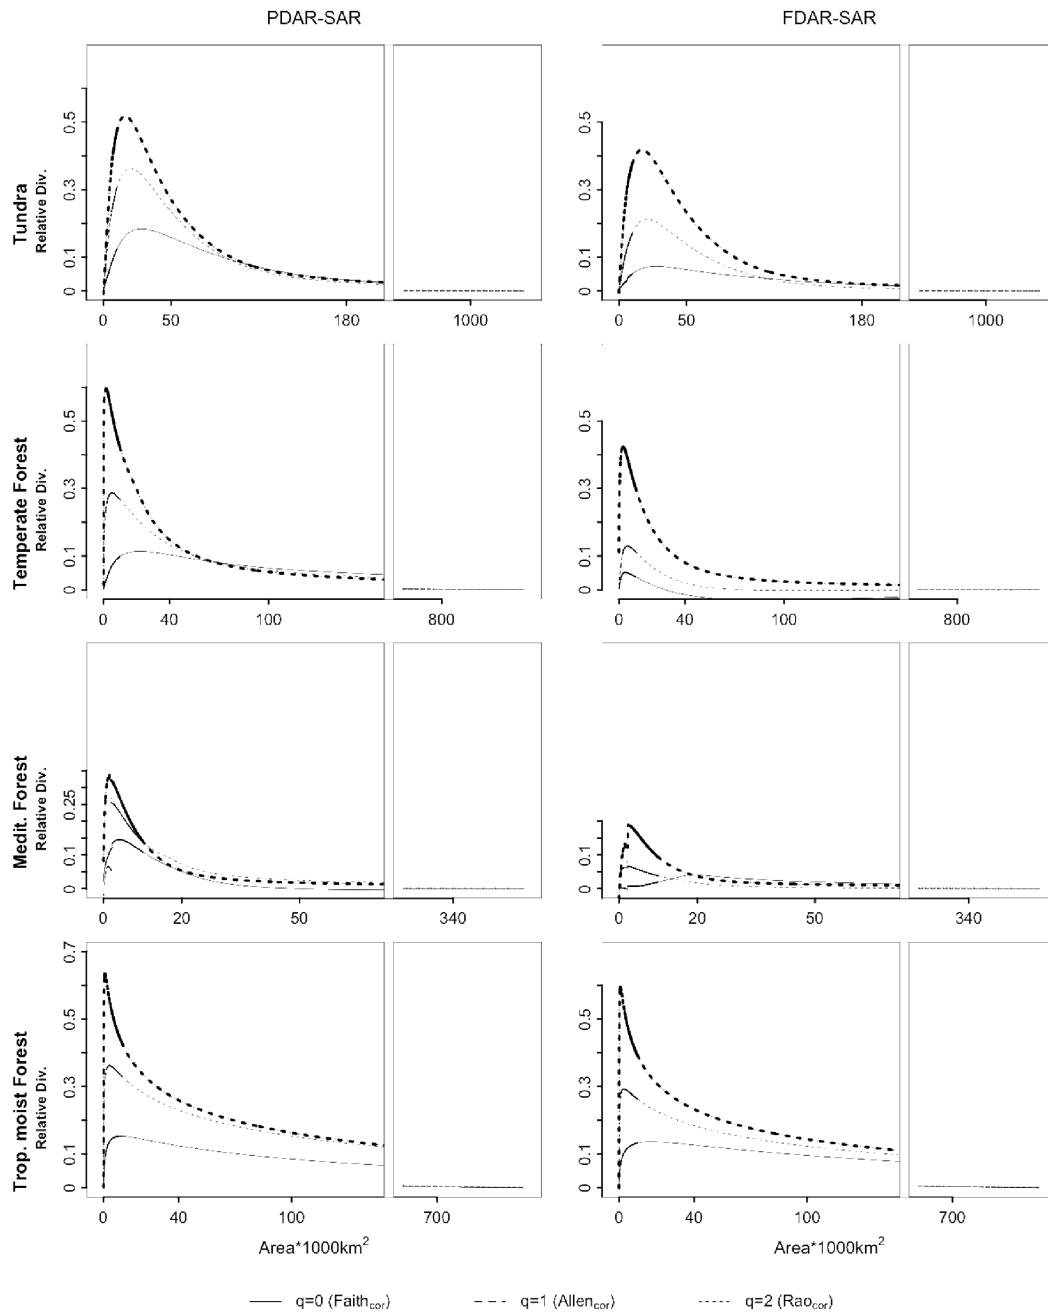 PDAR-SAR FDAR-SAR
Tundra
Relative Div.
0 0.1 0.3 0.5
0 50 180 1000
0 0.1 0.3 0.5
0 50 180 1000
Temperate Forest
Relative Div.
0 0.1 0.3 0.5
0 40 100 800
0 0.1 0.3 0.5
0 40 100 800
Medit. Forest
Relative Div.
0 0.1 0.25
0 20 50 340
0 0.1
0 20 50 340
Trop. moist Forest
Relative Div.
0 0.1 0.3 0.5 0.7
0 40 100 700
0 0.1 0.3 0.5
0 40 100 700
Area*1000km² Area*1000km²
q=0 (Faithcor) q=1 (Allencor) q=2 (Raocor)